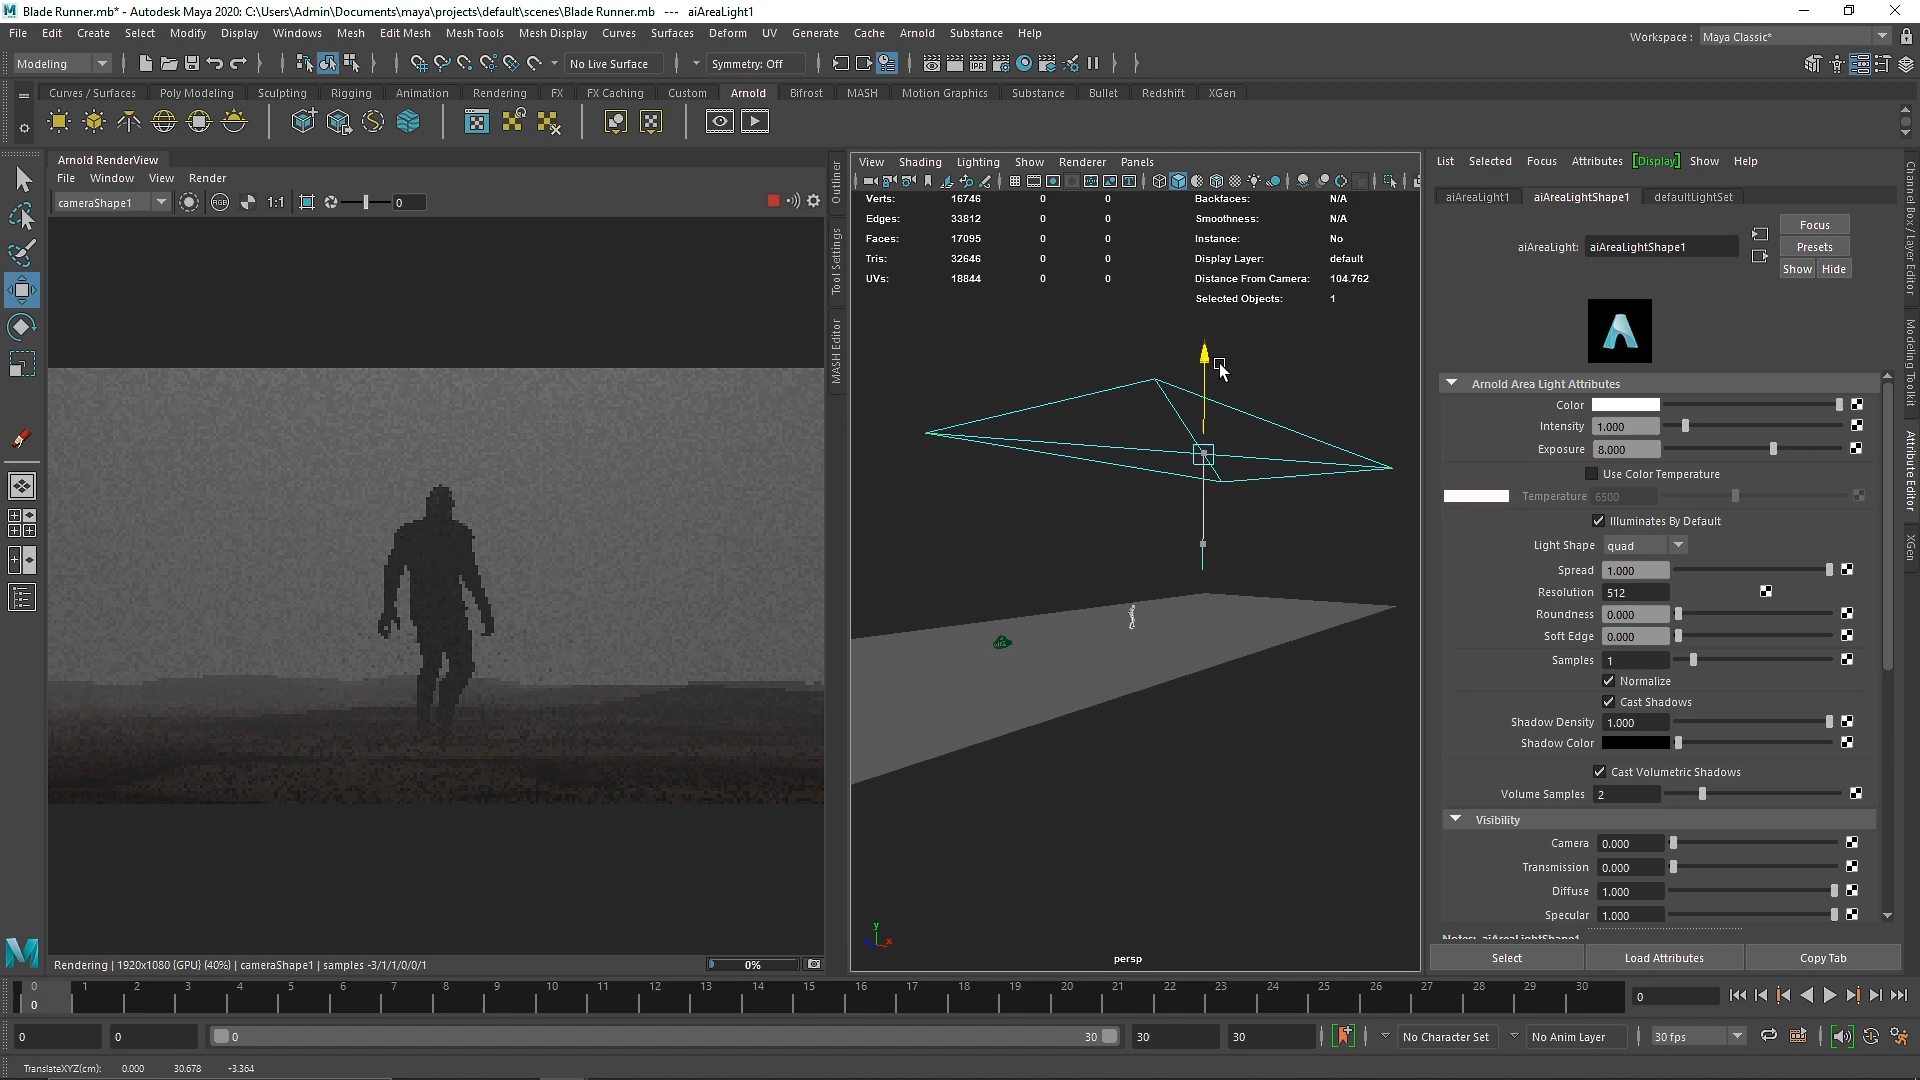 Blade Runner.mb* - Autodesk Maya 2020: C:\Users\Admin\Documents\maya\projects\default\scenes\Blade Runner.mb --- aiAreaLight1
File Edit Create Select Modify Display Windows Mesh Edit Mesh Mesh Tools Mesh Display Curves Surfaces Deform UV Generate Cache Arnold Substance Help
Workspace : Maya Classic*
Modeling No Live Surface Symmetry: Off
Curves / Surfaces Poly Modeling Sculpting Rigging Animation Rendering FX FX Caching Custom Arnold Bifrost MASH Motion Graphics Substance Bullet Redshift XGen
Arnold RenderView
File Window View Render
cameraShape1 RGB 1:1 0
Outliner
Tool Settings
MASH Editor
View Shading Lighting Show Renderer Panels
Verts: 16746 0 0 Backfaces: N/A
Edges: 33812 0 0 Smoothness: N/A
Faces: 17095 0 0 Instance: No
Tris: 32646 0 0 Display Layer: default
UVs: 18844 0 0 Distance From Camera: 104.762
Selected Objects: 1
y
x
persp
List Selected Focus Attributes [Display] Show Help
aiAreaLight1 aiAreaLightShape1 defaultLightSet
Focus
aiAreaLight: aiAreaLightShape1
Presets
Show Hide
Arnold Area Light Attributes
Color
Intensity 1.000
Exposure 8.000
Use Color Temperature
Temperature 6500
Illuminates By Default
Light Shape quad
Spread 1.000
Resolution 512
Roundness 0.000
Soft Edge 0.000
Samples 1
Normalize
Cast Shadows
Shadow Density 1.000
Shadow Color
Cast Volumetric Shadows
Volume Samples 2
Visibility
Camera 0.000
Transmission 0.000
Diffuse 1.000
Specular 1.000
Notes: aiAreaLightShape1
Select Load Attributes Copy Tab
Channel Box / Layer Editor
Modeling Toolkit
Attribute Editor
XGen
Rendering | 1920x1080 {GPU} (40%) | cameraShape1 | samples -3/1/1/0/0/1
0%
0 1 2 3 4 5 6 7 8 9 10 11 12 13 14 15 16 17 18 19 20 21 22 23 24 25 26 27 28 29 30
0
0
0 0 0 30 30 30 No Character Set No Anim Layer 30 fps
TranslateXYZ(cm): 0.000 30.678 -3.364